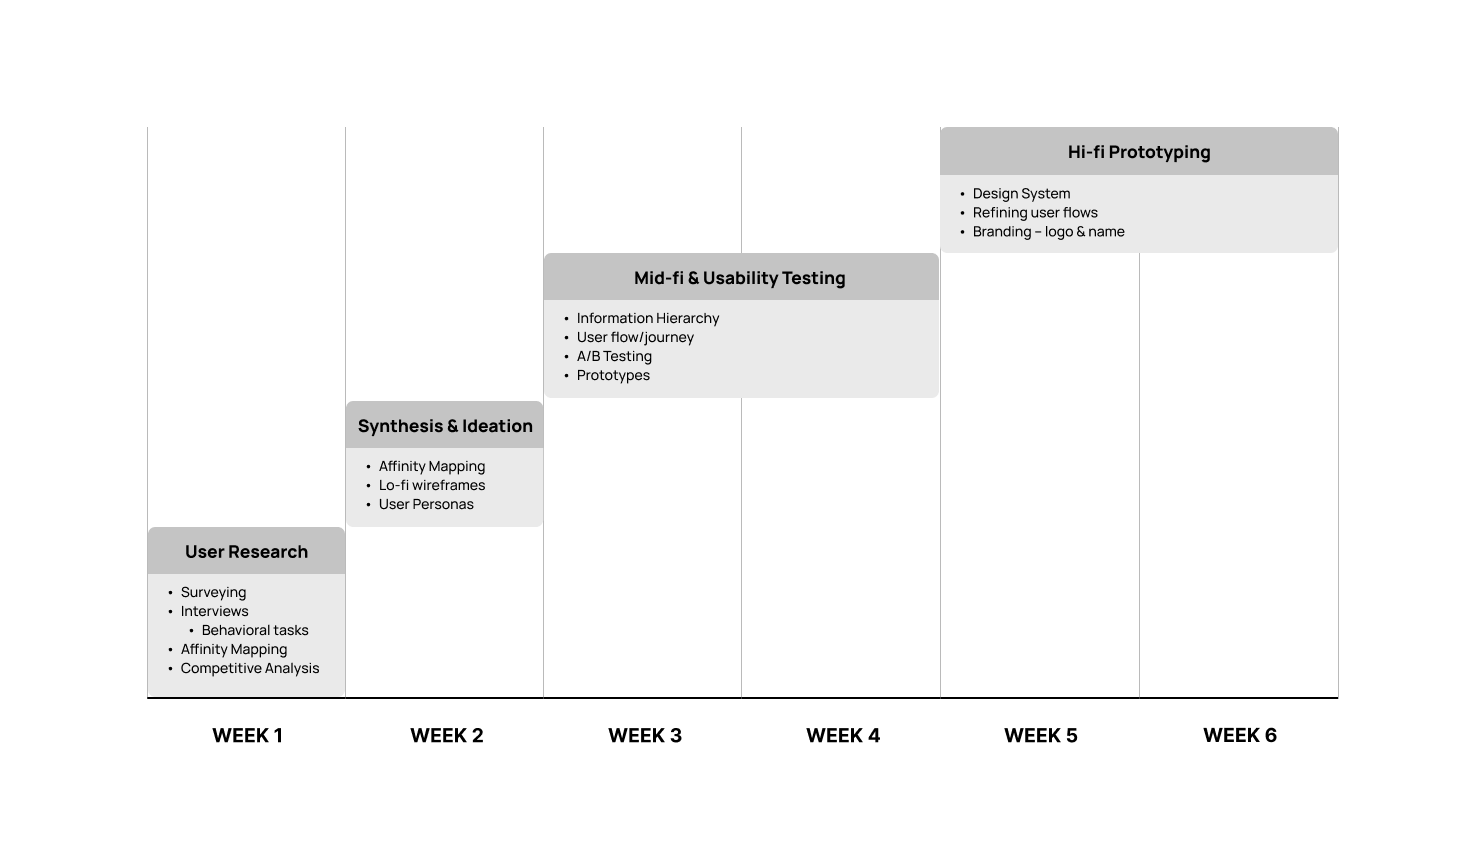 Hi-fi Prototyping
• Design System
• Refining user flows
• Branding – logo & name
Mid-fi & Usability Testing
• Information Hierarchy
• User flow/journey
• A/B Testing
• Prototypes
Synthesis & Ideation
• Affinity Mapping
• Lo-fi wireframes
• User Personas
User Research
• Surveying
• Interviews
• Behavioral tasks
• Affinity Mapping
• Competitive Analysis
WEEK 1
WEEK 2
WEEK 3
WEEK 4
WEEK 5
WEEK 6